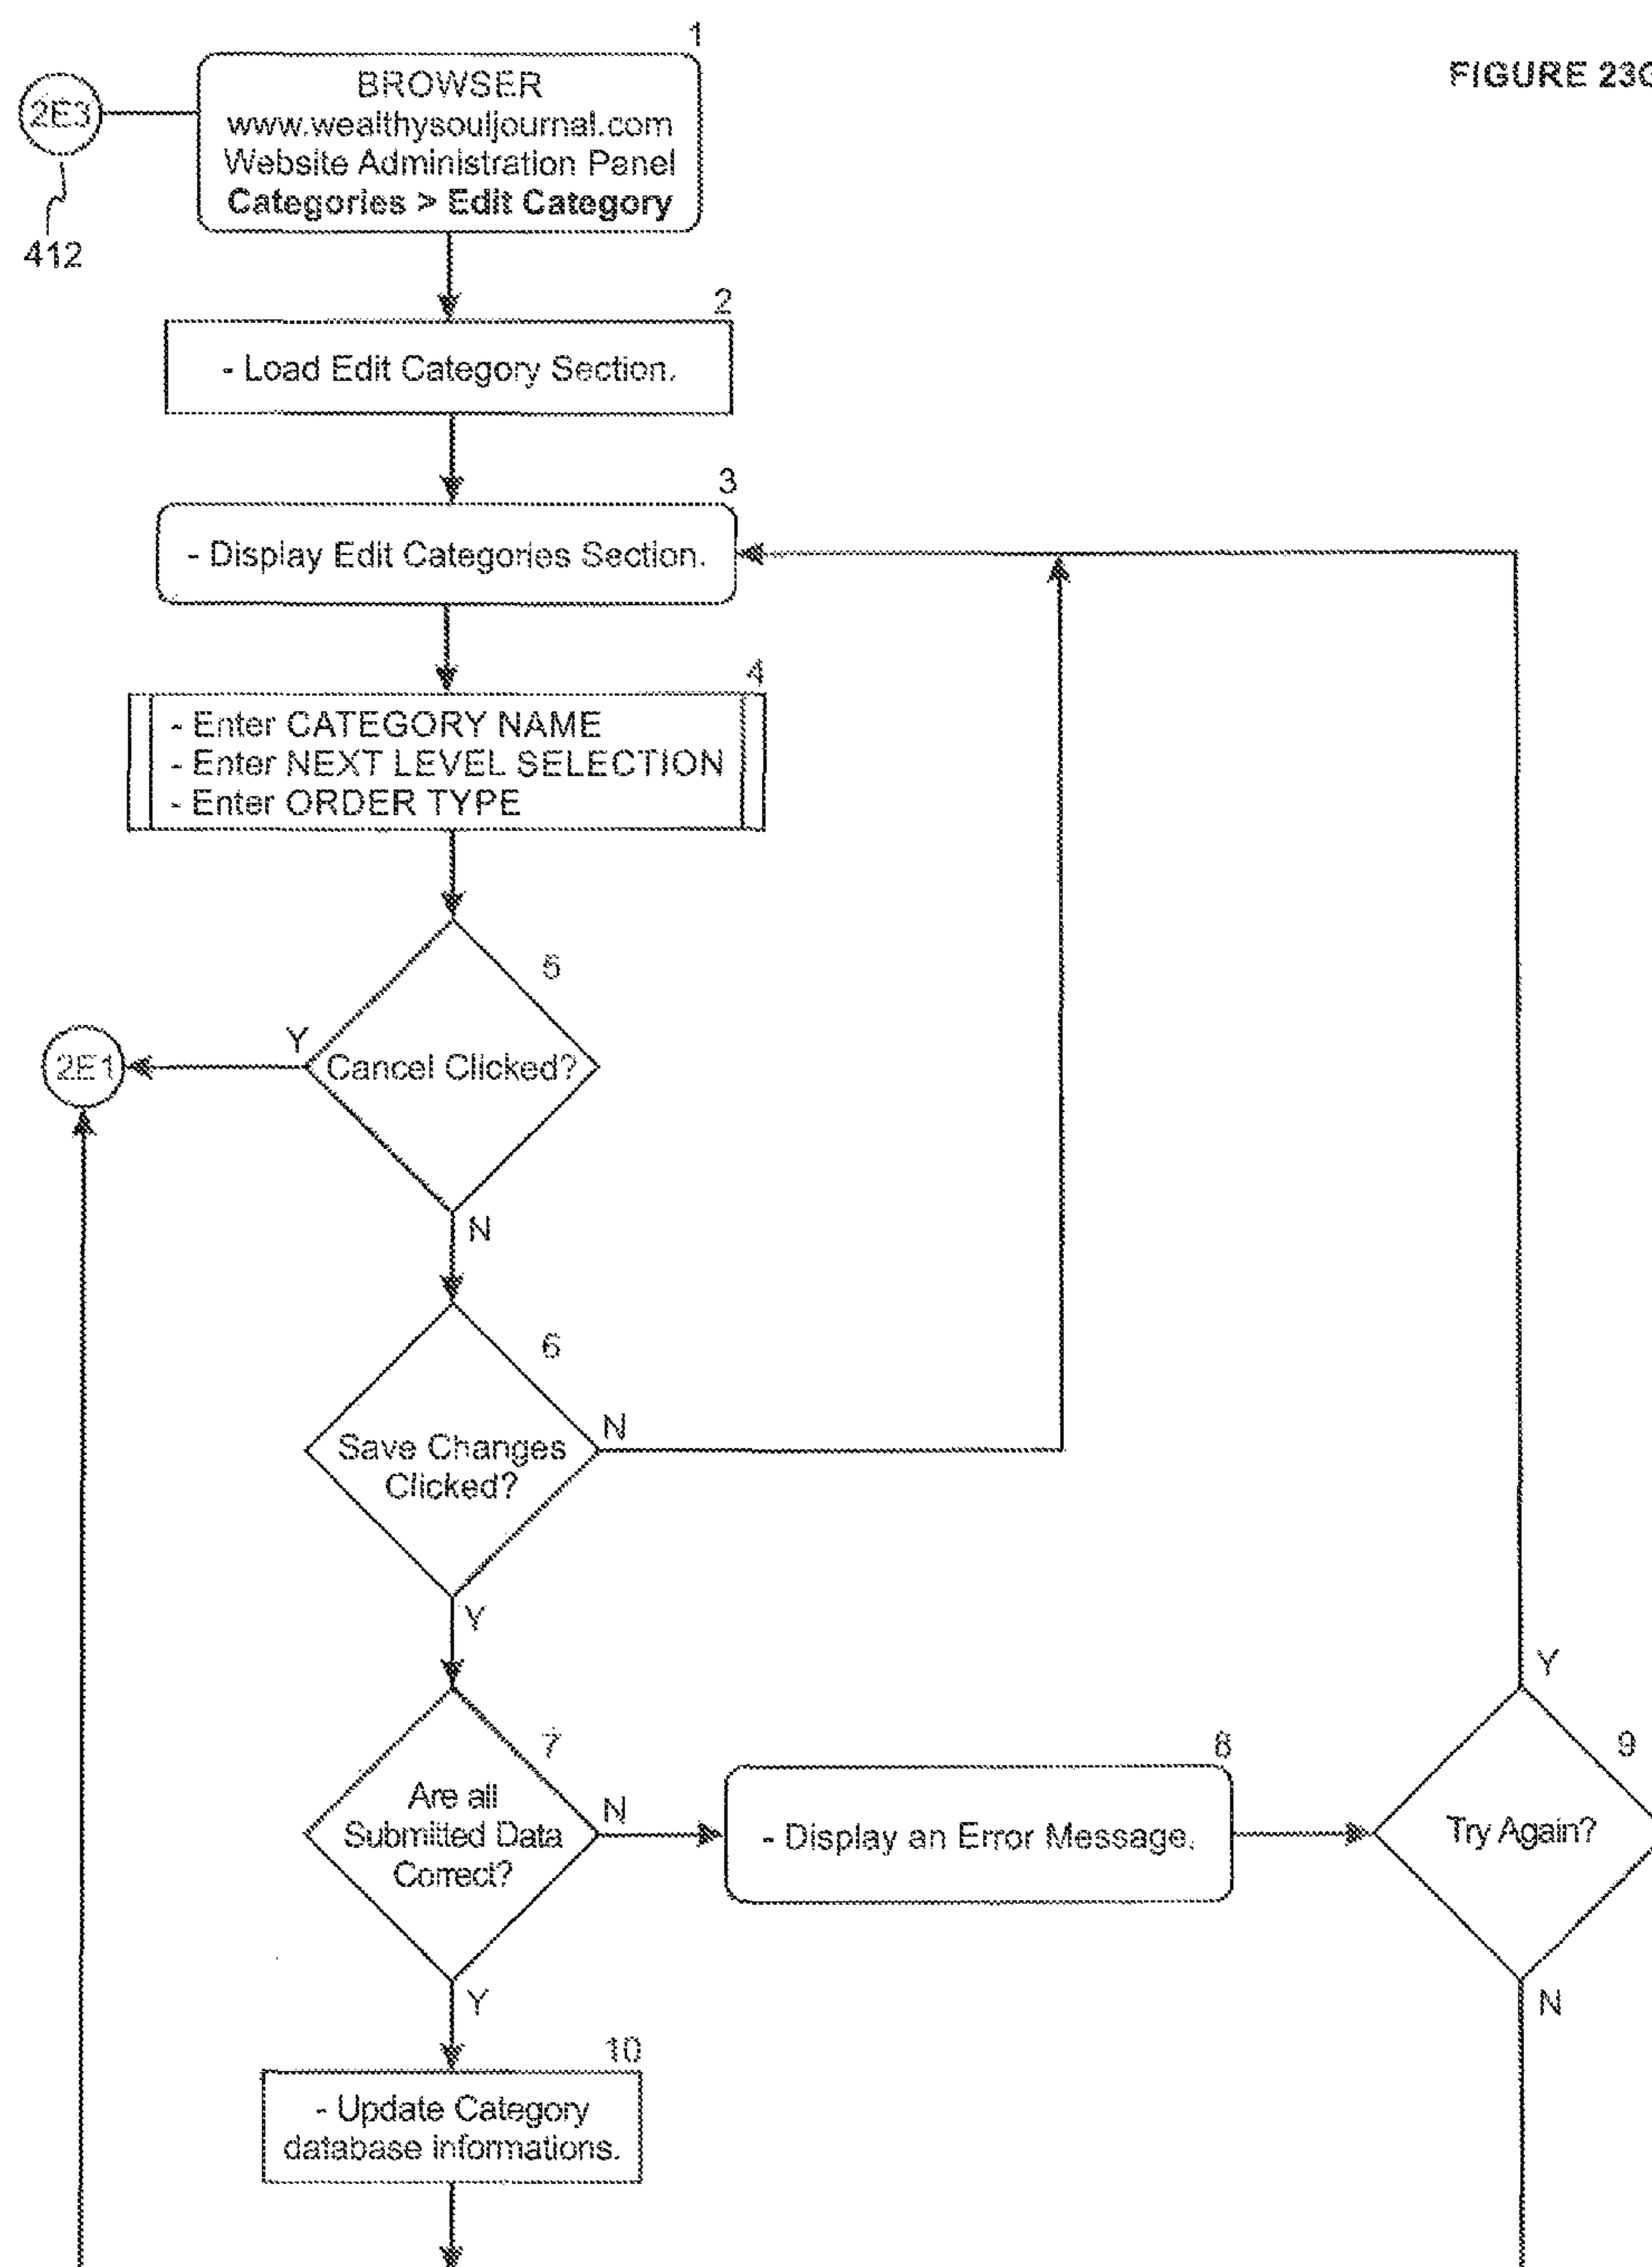 1
FIGURE 23
2E3
BROWSER
www.wealthysouljournal.com
Website Administration Panel
Categories > Edit Category
412
2
- Load Edit Category Section.
3
- Display Edit Categories Section.
4
- Enter CATEGORY NAME
- Enter NEXT LEVEL SELECTION
- Enter ORDER TYPE
5
Y
2E1
Cancel Clicked?
N
6
N
Save Changes
Clicked?
Y
Y
7
8
9
Are all
Submitted Data
Correct?
N
- Display an Error Message.
Try Again?
Y
N
10
- Update Category
database informations.